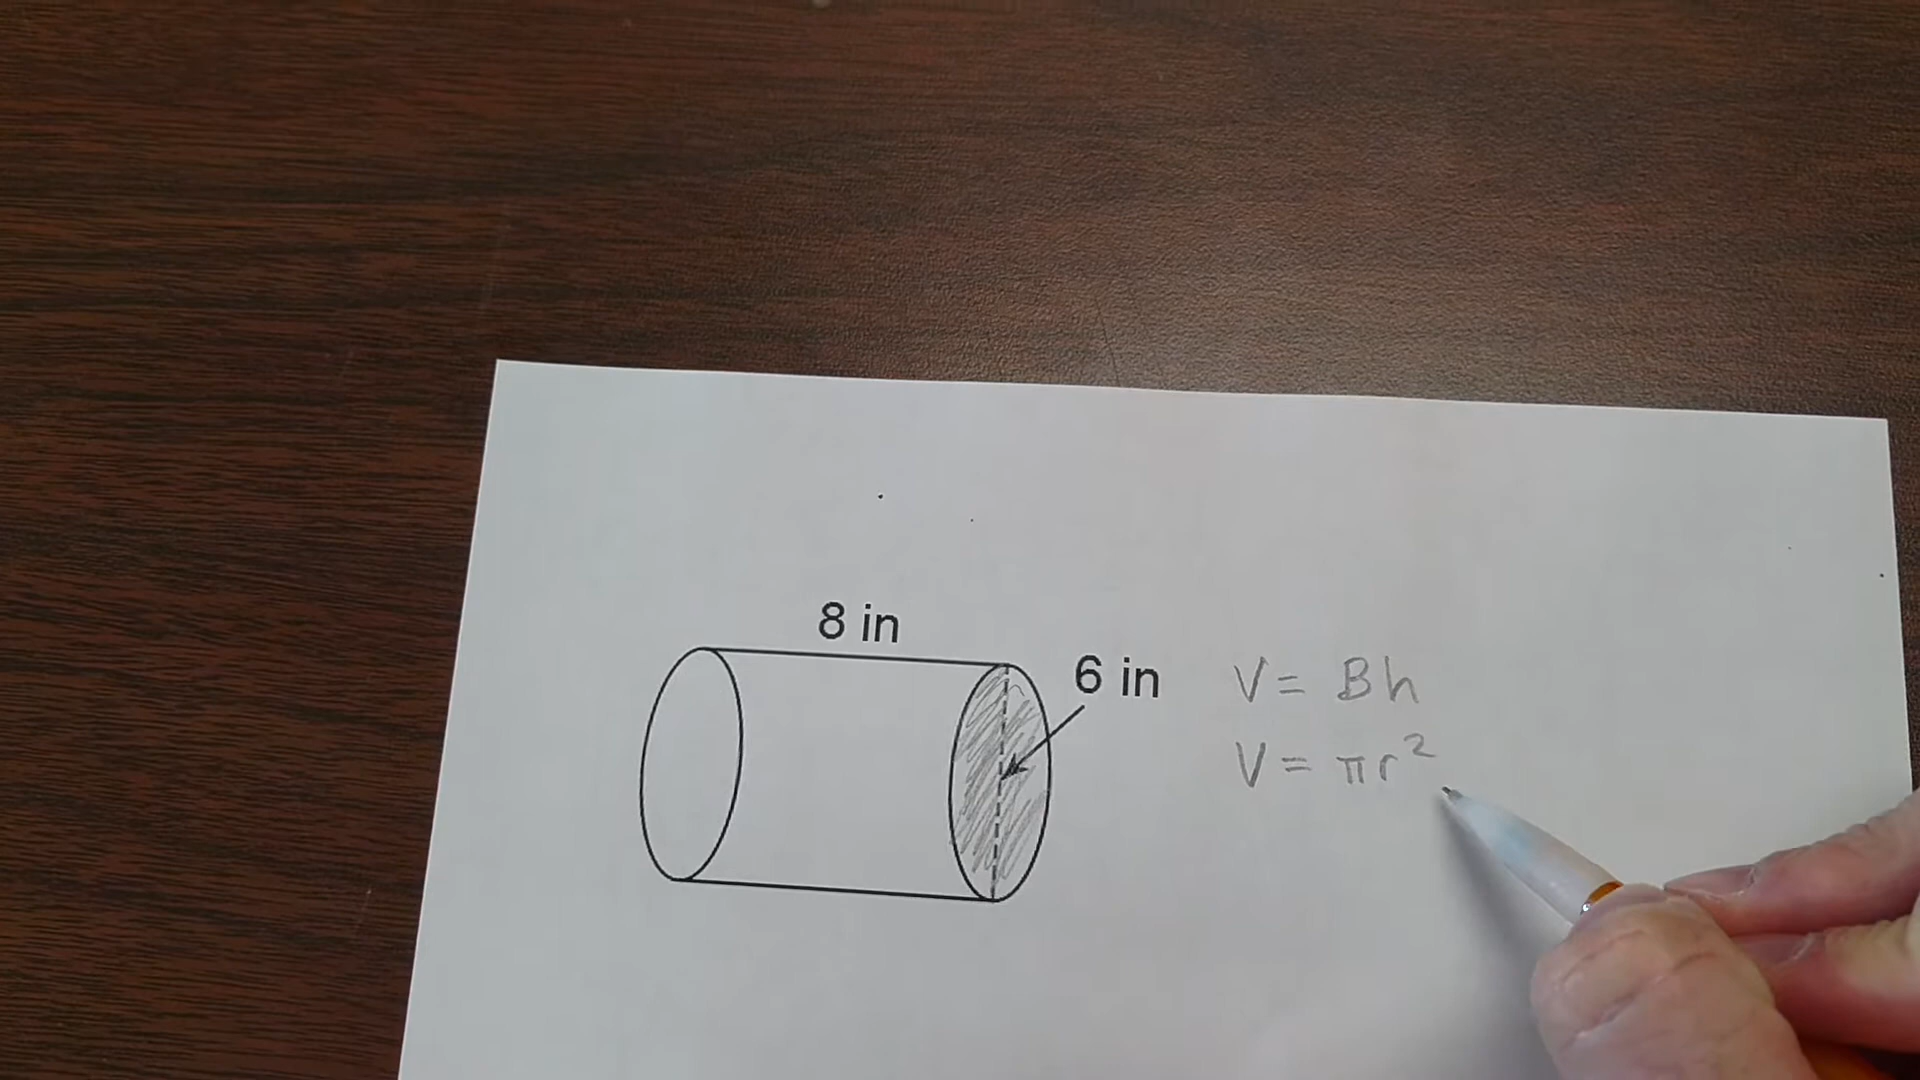 8 in
6 in
V = Bh
V = πr²